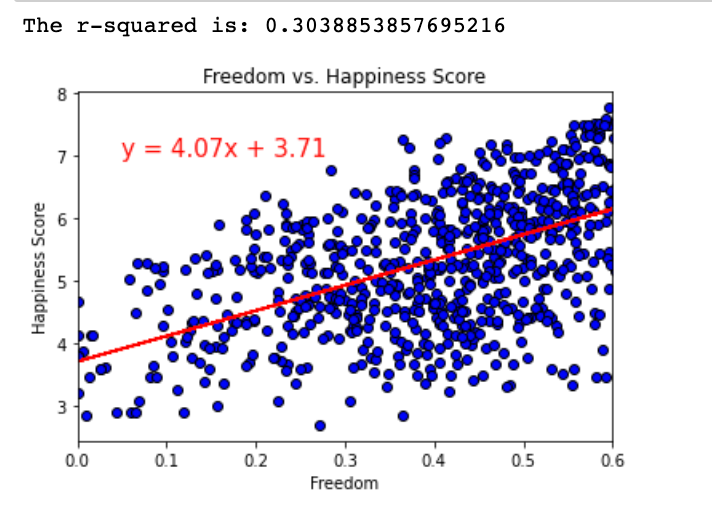 The r-squared is: 0.3038853857695216
Freedom vs. Happiness Score
8
y = 4.07x + 3.71
7
6
Happiness Score
5
4
3
0.0 0.1 0.2 0.3 0.4 0.5 0.6
Freedom